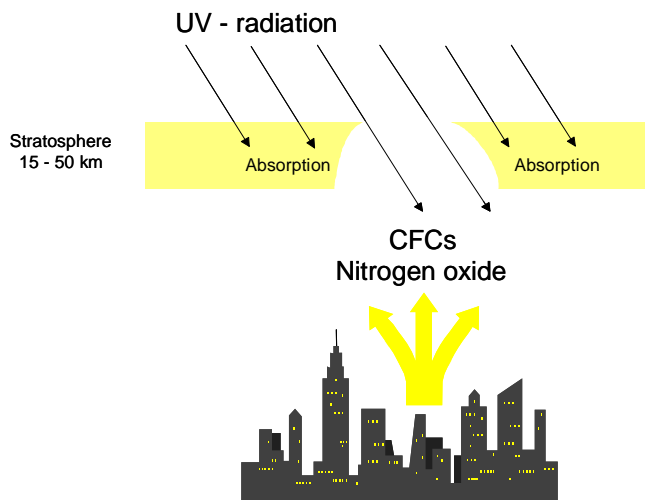 UV - radiation
Stratosphere
15 - 50 km
Absorption
Absorption
CFCs
Nitrogen oxide